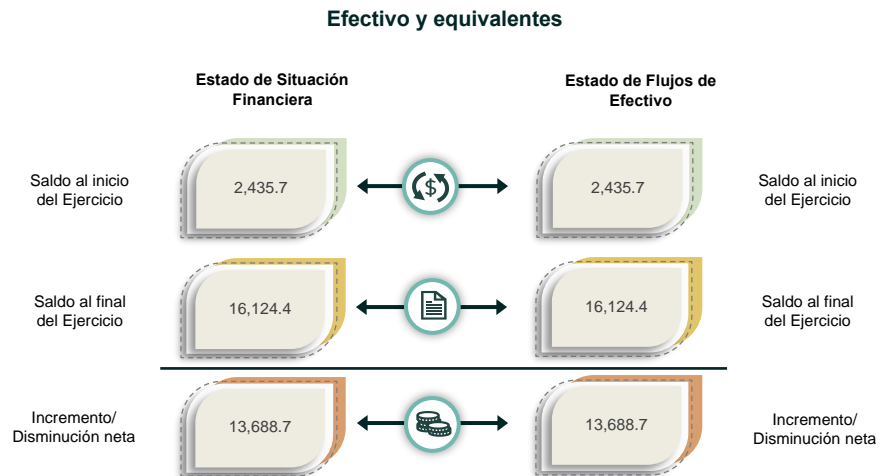 Efectivo y equivalentes
Estado de Situación
Financiera
Estado de Flujos de
Efectivo
Saldo al inicio
del Ejercicio
2,435.7
$
2,435.7
Saldo al inicio
del Ejercicio
Saldo al final
del Ejercicio
16,124.4
16,124.4
Saldo al final
del Ejercicio
Incremento/
Disminución neta
13,688.7
13,688.7
Incremento/
Disminución neta